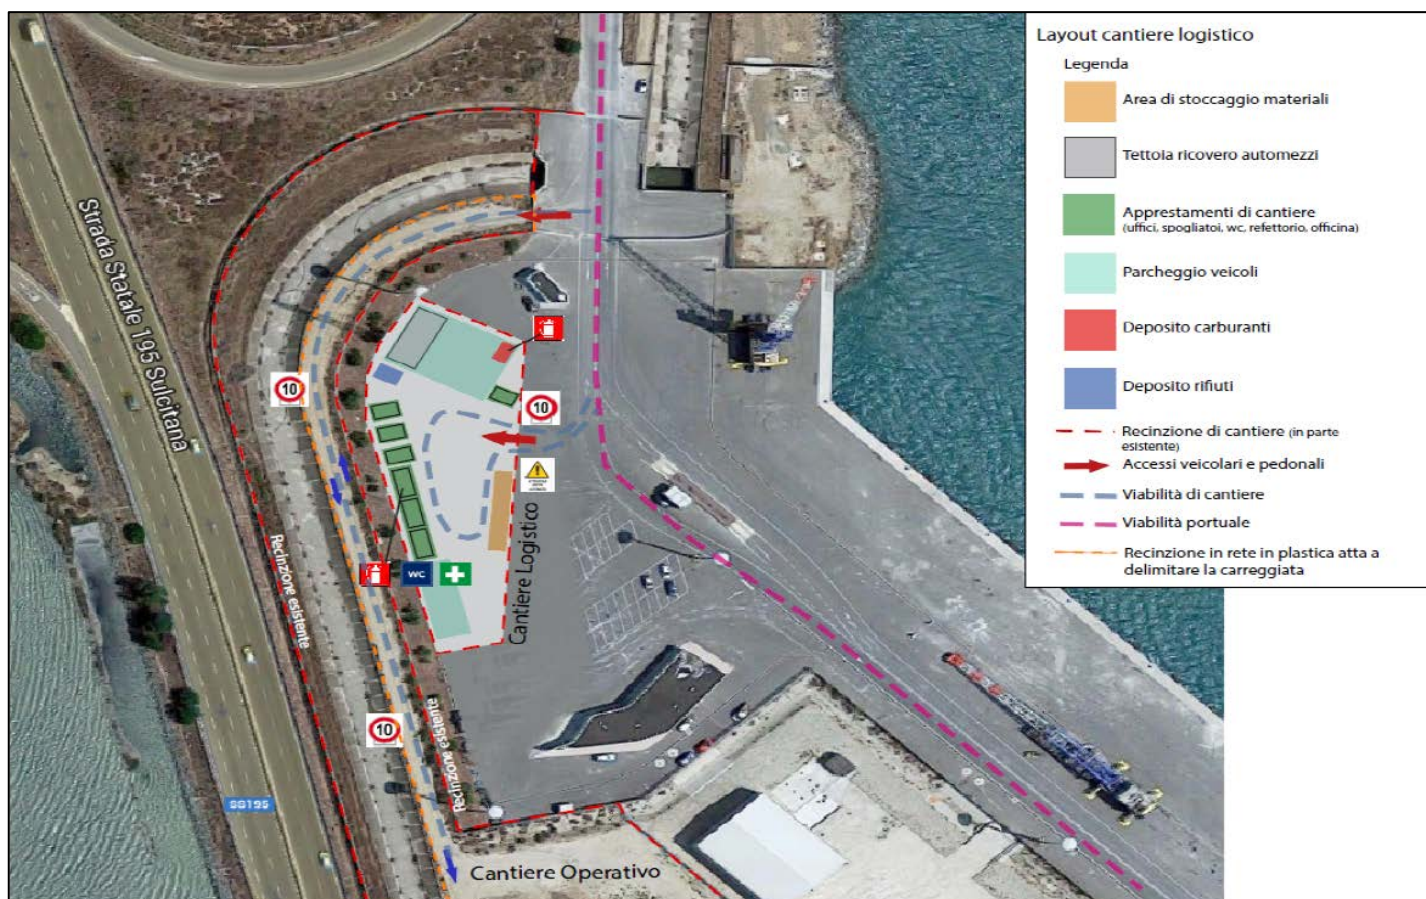 Layout cantiere logistico
Legenda
Area di stoccaggio materiali
Tettoia ricovero automezzi
Apprestamenti di cantiere
(uffici, spogliatoi, wc, refettorio, officina)
Parcheggio veicoli
Deposito carburanti
Deposito rifiuti
Recinzione di cantiere (in parte
esistente)
Accessi veicolari e pedonali
Viabilità di cantiere
Viabilità portuale
Recinzione in rete in plastica atta a
delimitare la carreggiata
Strada Statale 195 Sulcitana
10
10
WC
Cantiere Logistico
Recinzione esistente
10
Recinzione esistente
SS195
Cantiere Operativo